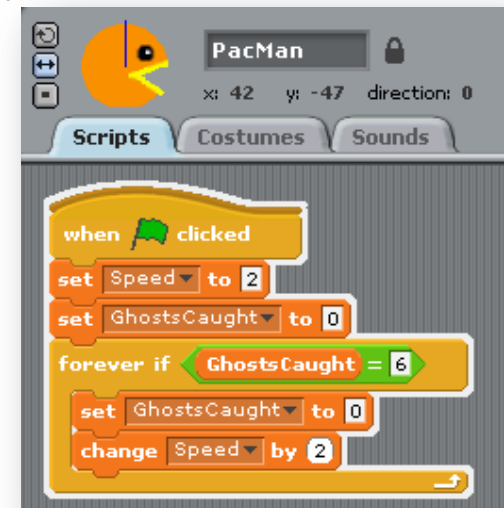 PacMan
x: 42 y: -47 direction: 0
Scripts Costumes Sounds
when clicked
set Speed to 2
set GhostsCaught to 0
forever if GhostsCaught = 6
set GhostsCaught to 0
change Speed by 2